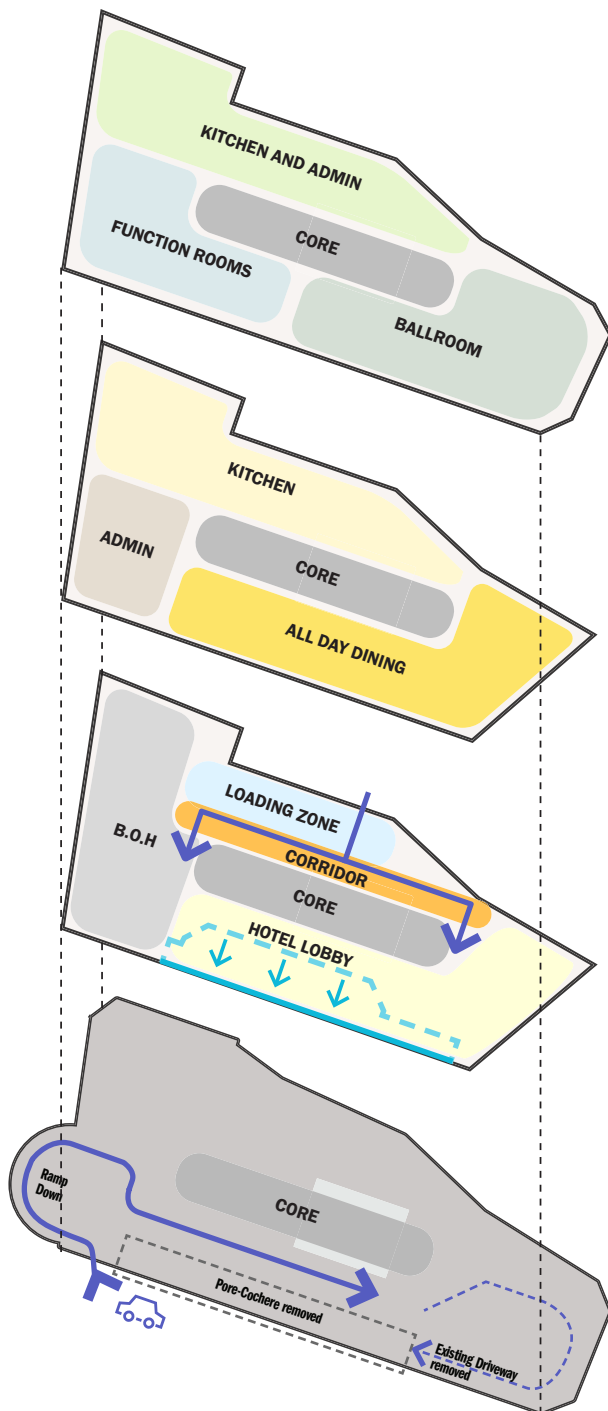 KITCHEN AND ADMIN
CORE
FUNCTION ROOMS
BALLROOM
KITCHEN
ADMIN
CORE
ALL DAY DINING
LOADING ZONE
B.O.H
CORRIDOR
CORE
HOTEL LOBBY
Ramp
Down
CORE
Pore-Cochere removed
Existing Driveway
removed